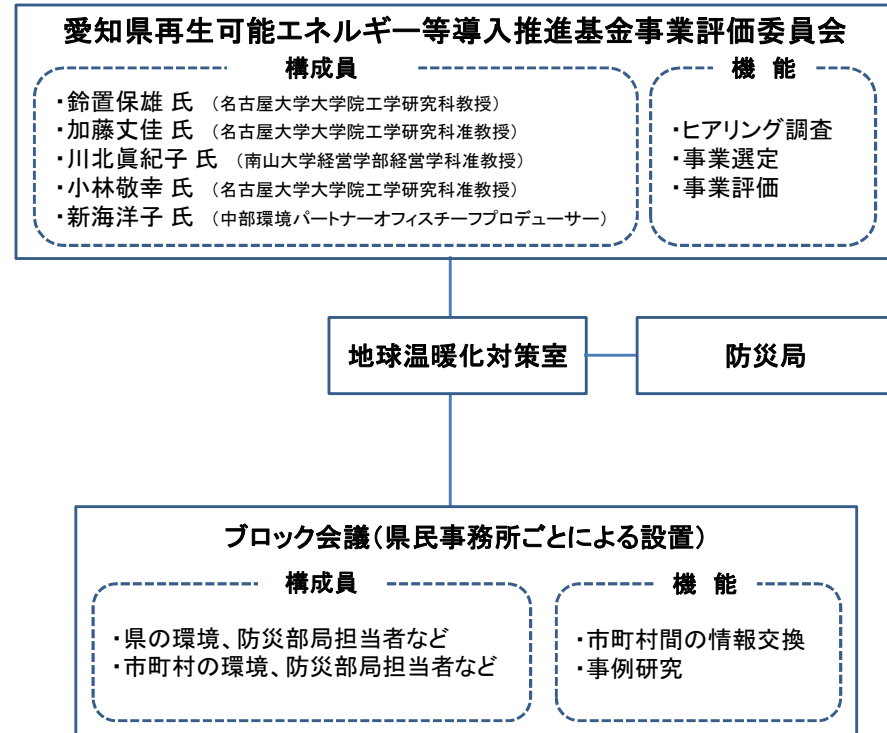 愛知県再生可能エネルギー等導入推進基金事業評価委員会
構成員
・鈴置保雄 氏 （名古屋大学大学院工学研究科教授）
・加藤丈佳 氏 （名古屋大学大学院工学研究科准教授）
・川北眞紀子 氏 （南山大学経営学部経営学科准教授）
・小林敬幸 氏 （名古屋大学大学院工学研究科准教授）
・新海洋子 氏 （中部環境パートナーオフィスチーフプロデューサー）
機 能
・ヒアリング調査
・事業選定
・事業評価
地球温暖化対策室
防災局
ブロック会議（県民事務所ごとによる設置）
構成員
・県の環境、防災部局担当者など
・市町村の環境、防災部局担当者など
機 能
・市町村間の情報交換
・事例研究